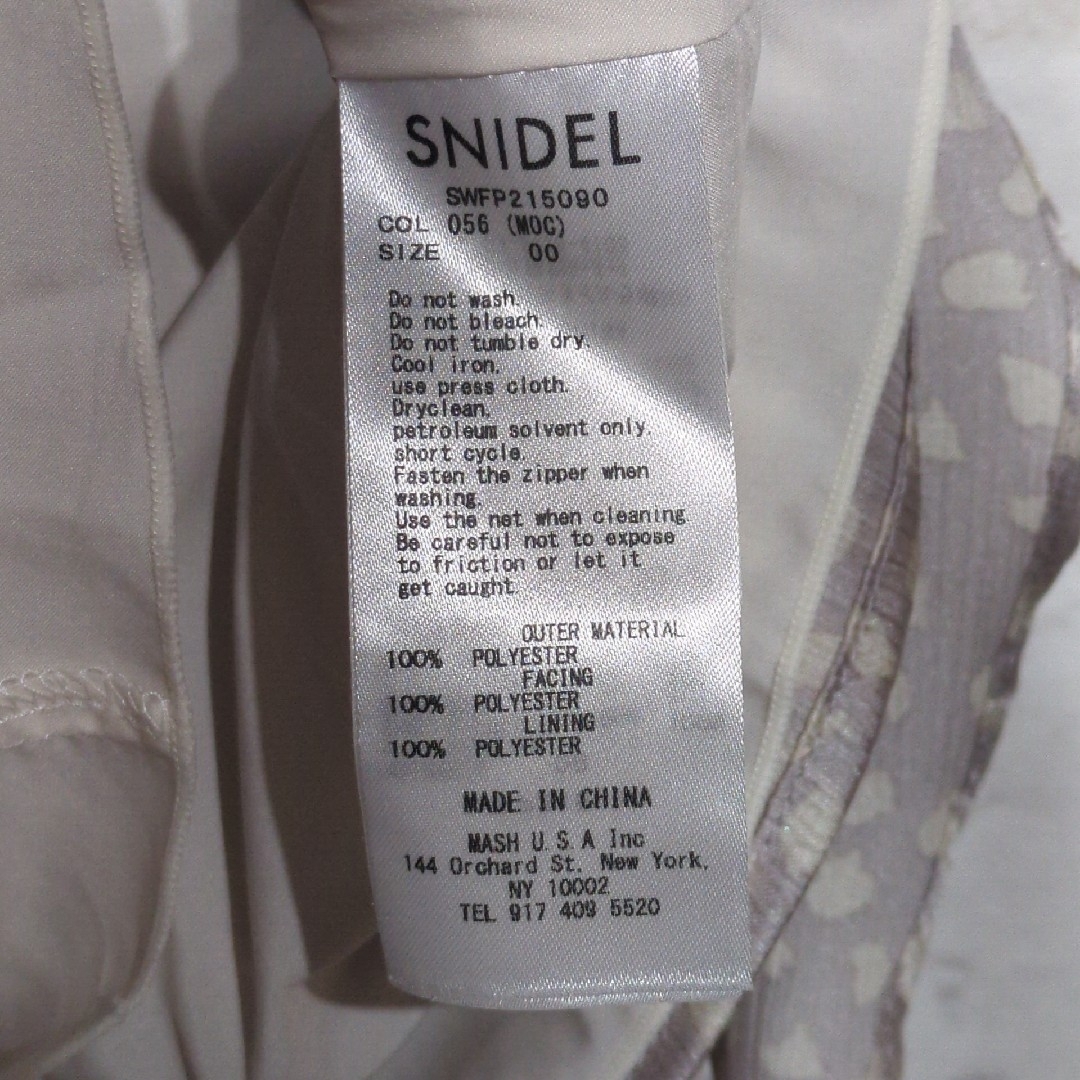 SNIDEL
SWFP215090
COL 056 (MOC)
SIZE 00
Do not wash.
Do not bleach.
Do not tumble dry.
Cool iron.
use press cloth.
Dryclean.
petroleum solvent only.
short cycle.
Fasten the zipper when
washing.
Use the net when cleaning.
Be careful not to expose
to friction or let it
get caught.
OUTER MATERIAL
100% POLYESTER
FACING
100% POLYESTER
LINING
100% POLYESTER
MADE IN CHINA
MASH U.S.A Inc
144 Orchard St, New York,
NY 10002
TEL 917 409 5520